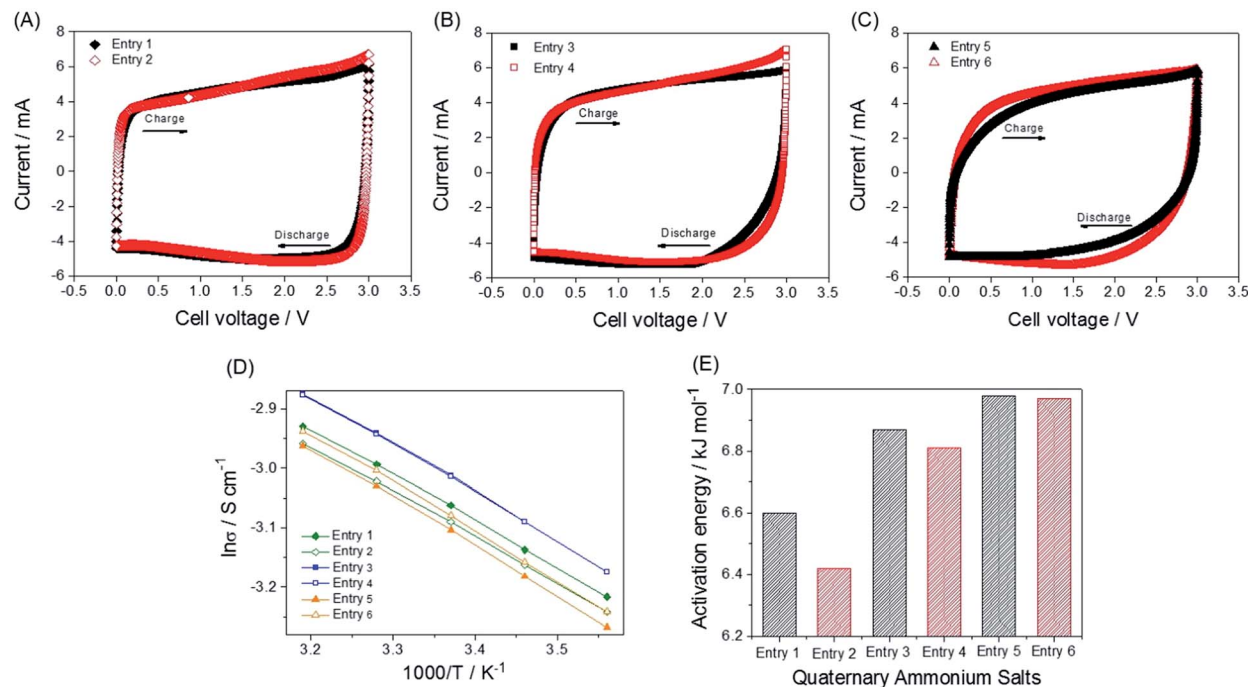 (A)
Entry 1
Entry 2
Charge
Discharge
Current / mA
8
6
4
2
0
-2
-4
-6
-0.5 0.0 0.5 1.0 1.5 2.0 2.5 3.0 3.5
Cell voltage / V
(B)
Entry 3
Entry 4
Charge
Discharge
Current / mA
8
6
4
2
0
-2
-4
-6
-0.5 0.0 0.5 1.0 1.5 2.0 2.5 3.0 3.5
Cell voltage / V
(C)
Entry 5
Entry 6
Charge
Discharge
Current / mA
8
6
4
2
0
-2
-4
-6
-0.5 0.0 0.5 1.0 1.5 2.0 2.5 3.0 3.5
Cell voltage / V
(D)
lnσ / S cm⁻¹
-2.9
-3.0
-3.1
-3.2
Entry 1
Entry 2
Entry 3
Entry 4
Entry 5
Entry 6
3.2 3.3 3.4 3.5
1000/T / K⁻¹
(E)
Activation energy / kJ mol⁻¹
7.0
6.8
6.6
6.4
6.2
Entry 1 Entry 2 Entry 3 Entry 4 Entry 5 Entry 6
Quaternary Ammonium Salts